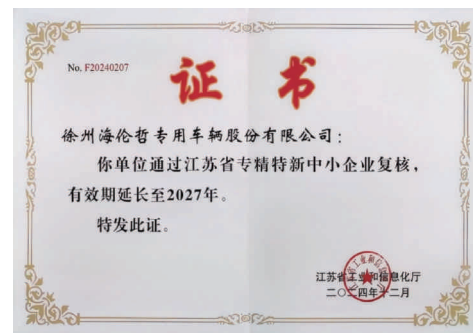 No. F20240207
证书
徐州海伦哲专用车辆股份有限公司：
你单位通过江苏省专精特新中小企业复核，
有效期延长至2027年。
特发此证。
江苏省工业和信息化厅
二〇二四年十二月